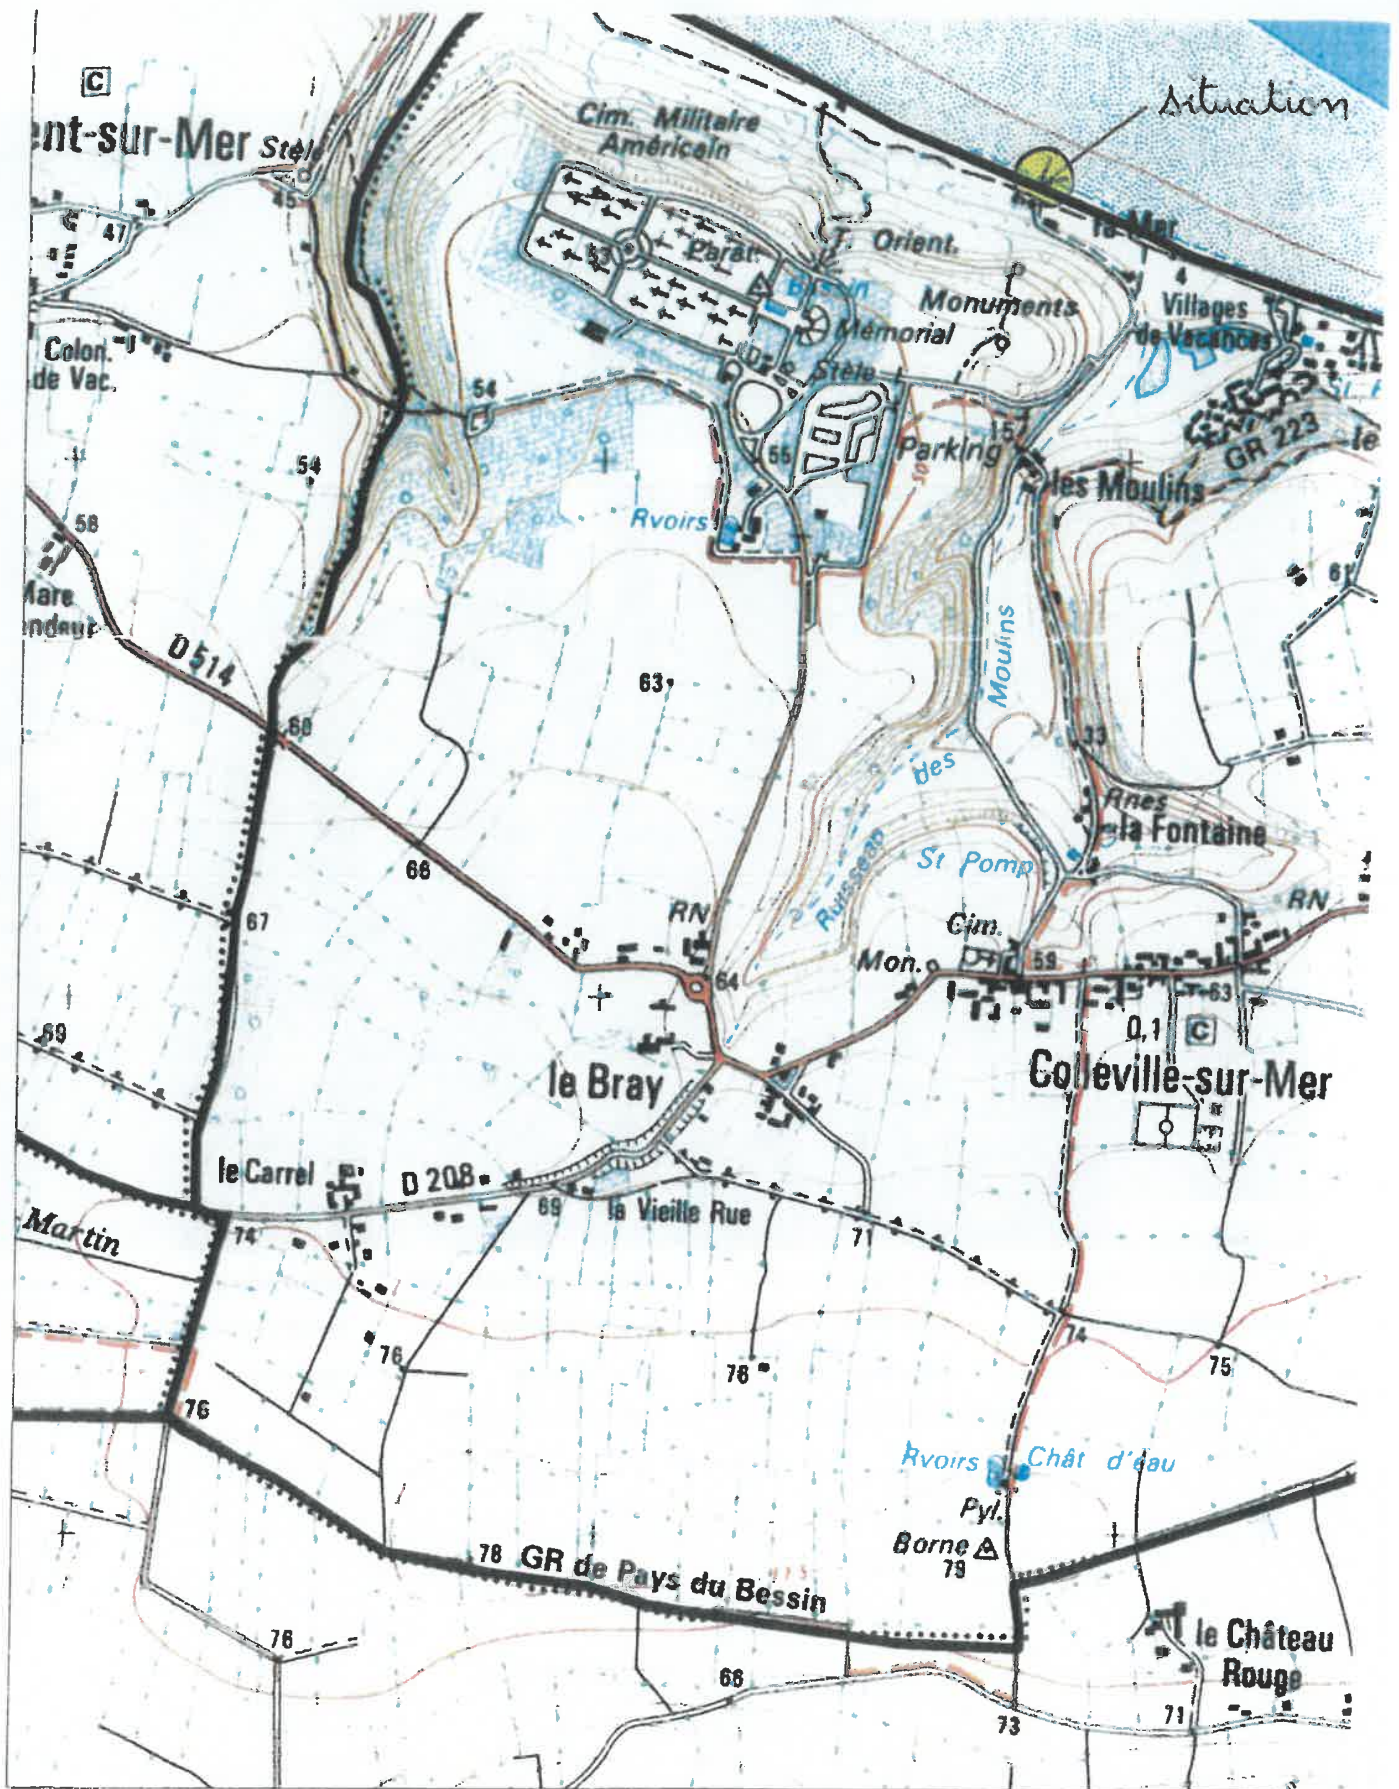 situation
C
ent-sur-Mer
Stèle
45
47
Cim. Militaire
Américain
53
Parat.
T. Orient.
Bassin
Monuments
Mémorial
Stèle
la Mer
4
Villages
de Vacances
Colon.
de Vac.
54
54
55
Parking
50
15
les Moulins
GR 223
58
Rvoirs
61
Mare
D 514
63
Moulins
60
des
33
Rnes
la Fontaine
Ruisseau
St Pomp
66
67
RN
RN
Cim.
Mon.
59
64
63
69
0,1
C
le Bray
Colleville-sur-Mer
le Carrel
D 208
69
la Vieille Rue
71
Martin
74
74
75
76
78
76
Rvoirs
Chât d'eau
Pyl.
Borne
79
78
GR de Pays du Bessin
76
68
le Château
Rouge
73
71